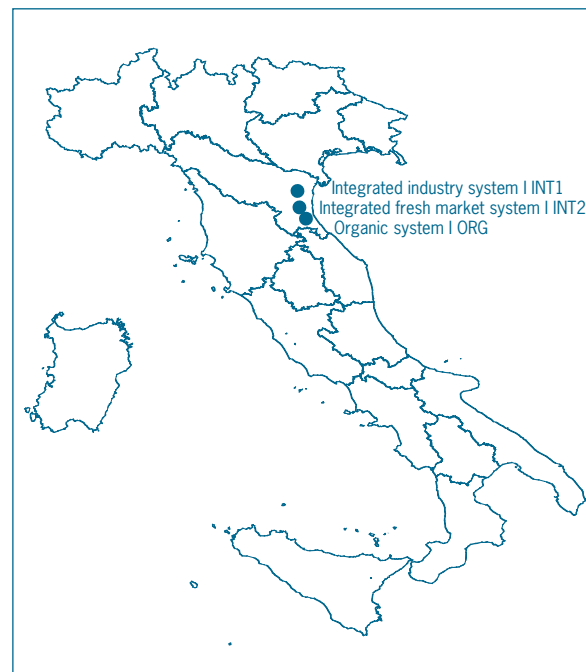 Integrated industry system I INT1
Integrated fresh market system I INT2
Organic system I ORG